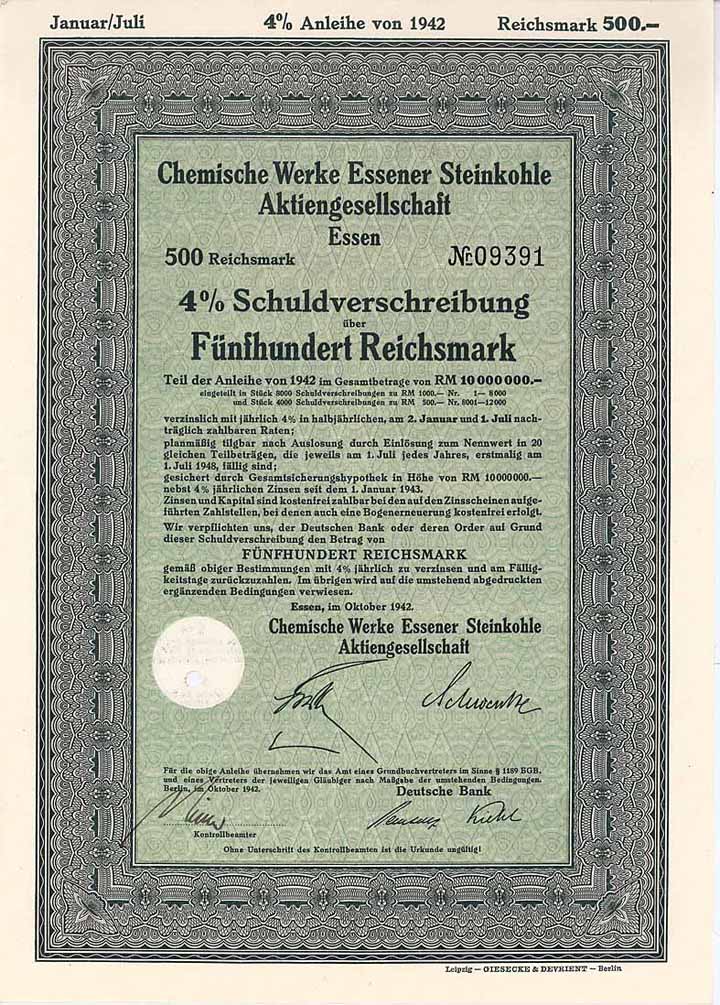 Januar/Juli 4% Anleihe von 1942 Reichsmark 500.—
Chemische Werke Essener Steinkohle
Aktiengesellschaft
Essen
500 Reichsmark № 09391
4% Schuldverschreibung
über
Fünfhundert Reichsmark
Teil der Anleihe von 1942 im Gesamtbetrage von RM 10 000 000.—
eingeteilt in Stück 8000 Schuldverschreibungen zu RM 1000.— Nr. 1—8000
und Stück 4000 Schuldverschreibungen zu RM 500.— Nr. 8001—12000
verzinslich mit jährlich 4% in halbjährlichen, am 2. Januar und 1. Juli nach-
träglich zahlbaren Raten;
planmäßig tilgbar nach Auslosung durch Einlösung zum Nennwert in 20
gleichen Teilbeträgen, die jeweils am 1. Juli jedes Jahres, erstmalig am
1. Juli 1948, fällig sind;
gesichert durch Gesamtsicherungshypothek in Höhe von RM 10000000.—
nebst 4% jährlichen Zinsen seit dem 1. Januar 1943.
Zinsen und Kapital sind kostenfrei zahlbar bei den auf den Zinsscheinen aufge-
führten Zahlstellen, bei denen auch eine Bogenerneuerung kostenfrei erfolgt.
Wir verpflichten uns, der Deutschen Bank oder deren Order auf Grund
dieser Schuldverschreibung den Betrag von
FÜNFHUNDERT REICHSMARK
gemäß obiger Bestimmungen mit 4% jährlich zu verzinsen und am Fällig-
keitstage zurückzuzahlen. Im übrigen wird auf die umstehend abgedruckten
ergänzenden Bedingungen verwiesen.
Essen, im Oktober 1942.
Chemische Werke Essener Steinkohle
Aktiengesellschaft
Für die obige Anleihe übernehmen wir das Amt eines Grundbuchvertreters im Sinne § 1189 BGB.
und eines Vertreters der jeweiligen Gläubiger nach Maßgabe der umstehenden Bedingungen.
Berlin, im Oktober 1942.
Deutsche Bank
Kontrollbeamter
Ohne Unterschrift des Kontrollbeamten ist die Urkunde ungültig!
Leipzig — GIESECKE & DEVRIENT — Berlin